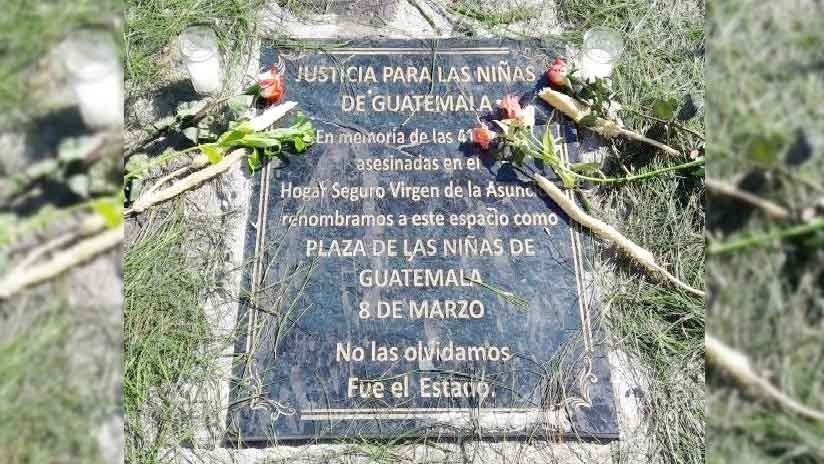 JUSTICIA PARA LAS NIÑAS
DE GUATEMALA
En memoria de las 41
asesinadas en el
Hogar Seguro Virgen de la
renombramos a este espacio como
PLAZA DE LAS NIÑAS DE
GUATEMALA
8 DE MARZO
No las olvidamos
Fue el Estado.